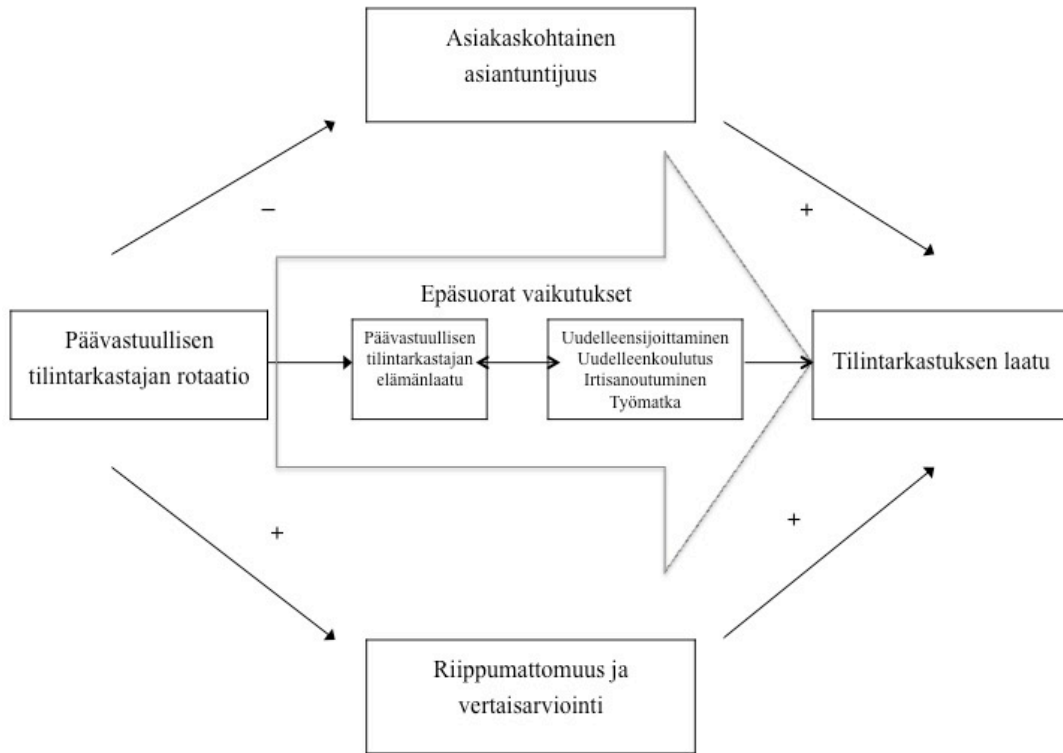 Asiakaskohtainen
asiantuntijuus
–
+
Epäsuorat vaikutukset
Päävastuullisen
tilintarkastajan rotaatio
Päävastuullisen
tilintarkastajan
elämänlaatu
Uudelleensijoittaminen
Uudelleenkoulutus
Irtisanoutuminen
Työmatka
Tilintarkastuksen laatu
+
+
Riippumattomuus ja
vertaisarviointi